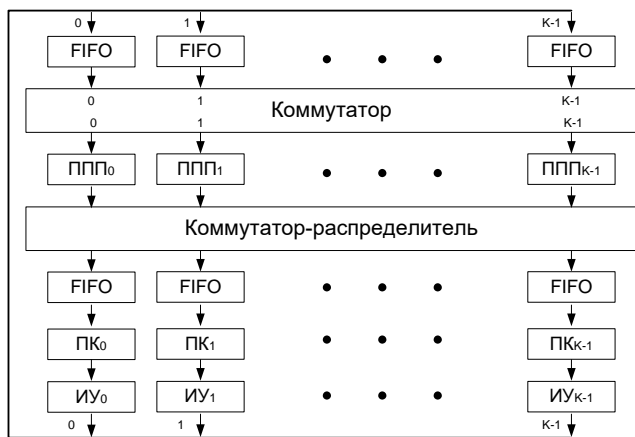 0 1 K-1
FIFO FIFO FIFO
0 1 K-1
Коммутатор
0 1 K-1
ППП0 ППП1 ПППK-1
Коммутатор-распределитель
FIFO FIFO FIFO
ПК0 ПК1 ПКK-1
ИУ0 ИУ1 ИУK-1
0 1 K-1